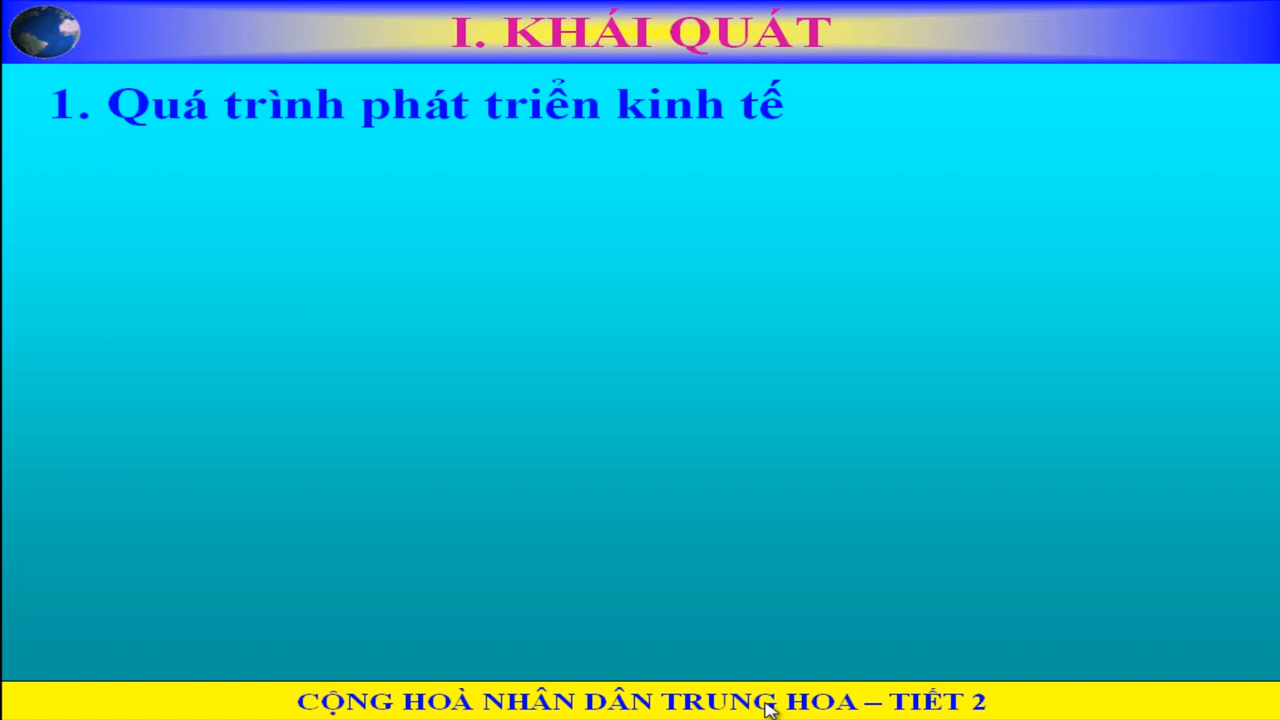 I. KHÁI QUÁT
1. Quá trình phát triển kinh tế
CỘNG HOÀ NHÂN DÂN TRUNG HOA – TIẾT 2